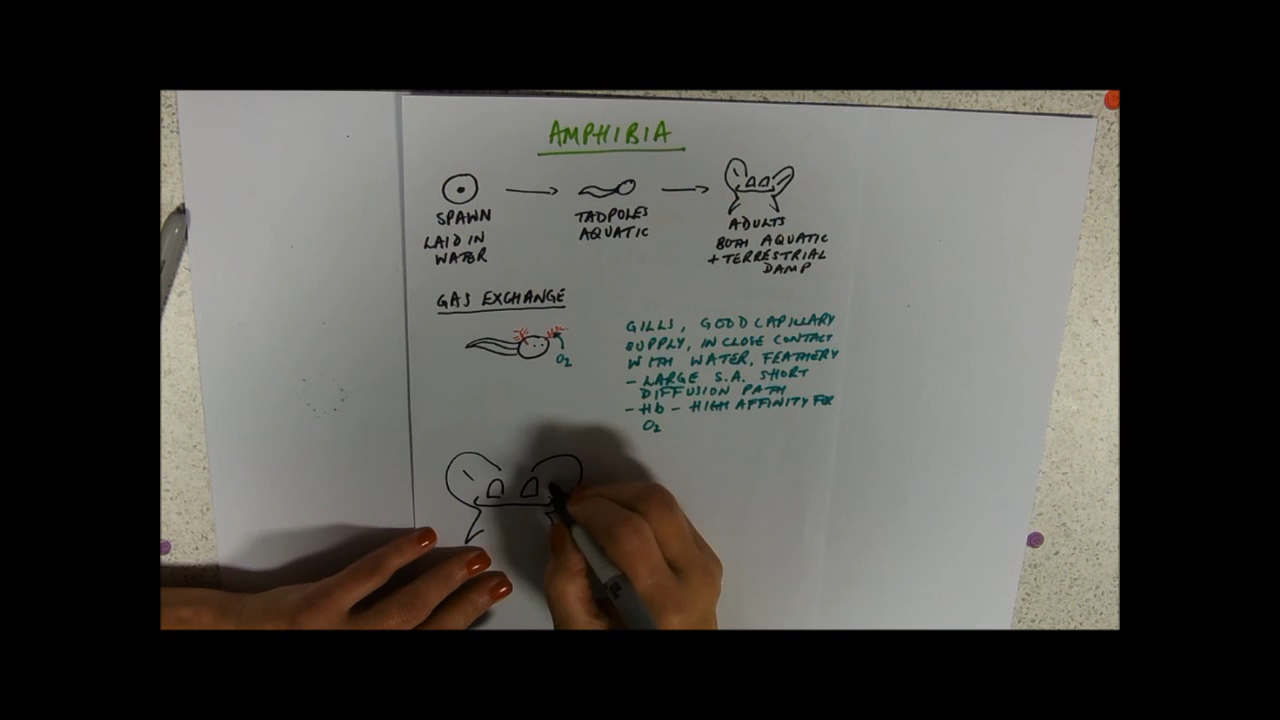 AMPHIBIA
SPAWN
LAID IN
WATER
TADPOLES
AQUATIC
ADULTS
BOTH AQUATIC
+ TERRESTRIAL
DAMP
GAS EXCHANGE
O2
GILLS, GOOD CAPILLARY
SUPPLY, IN CLOSE CONTACT
WITH WATER, FEATHERY
- LARGE S.A. SHORT
DIFFUSION PATH
- Hb - HIGH AFFINITY FOR
O2